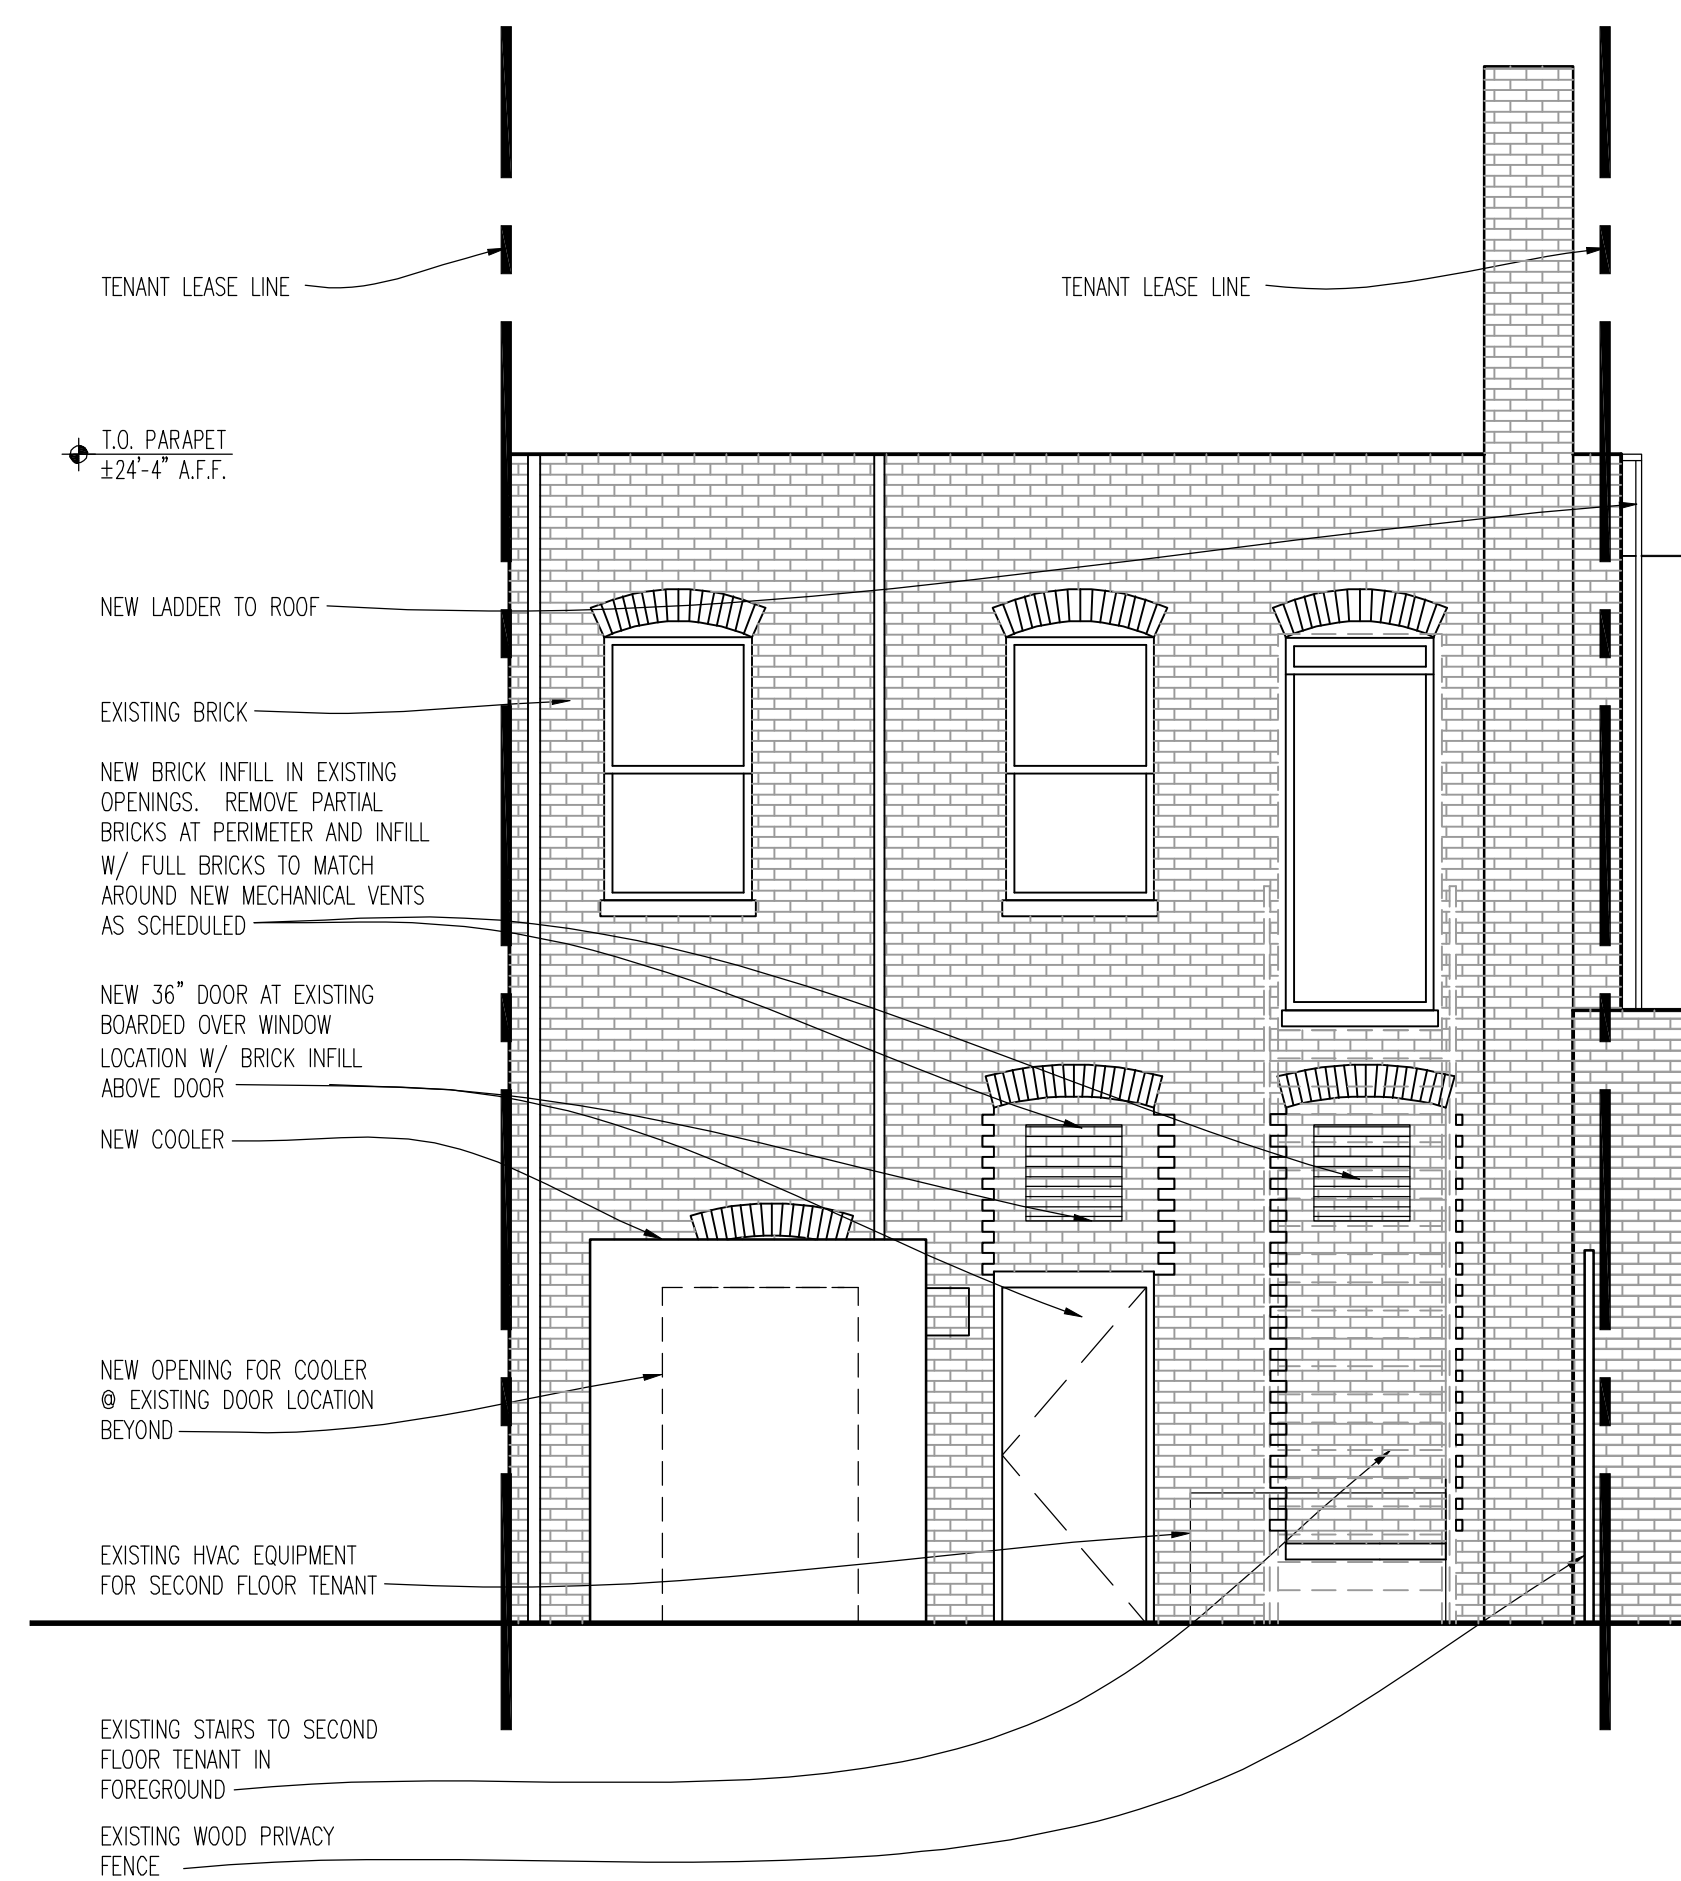 TENANT LEASE LINE
TENANT LEASE LINE
T.O. PARAPET
±24'-4" A.F.F.
NEW LADDER TO ROOF
EXISTING BRICK
NEW BRICK INFILL IN EXISTING
OPENINGS. REMOVE PARTIAL
BRICKS AT PERIMETER AND INFILL
W/ FULL BRICKS TO MATCH
AROUND NEW MECHANICAL VENTS
AS SCHEDULED
NEW 36" DOOR AT EXISTING
BOARDED OVER WINDOW
LOCATION W/ BRICK INFILL
ABOVE DOOR
NEW COOLER
NEW OPENING FOR COOLER
@ EXISTING DOOR LOCATION
BEYOND
EXISTING HVAC EQUIPMENT
FOR SECOND FLOOR TENANT
EXISTING STAIRS TO SECOND
FLOOR TENANT IN
FOREGROUND
EXISTING WOOD PRIVACY
FENCE